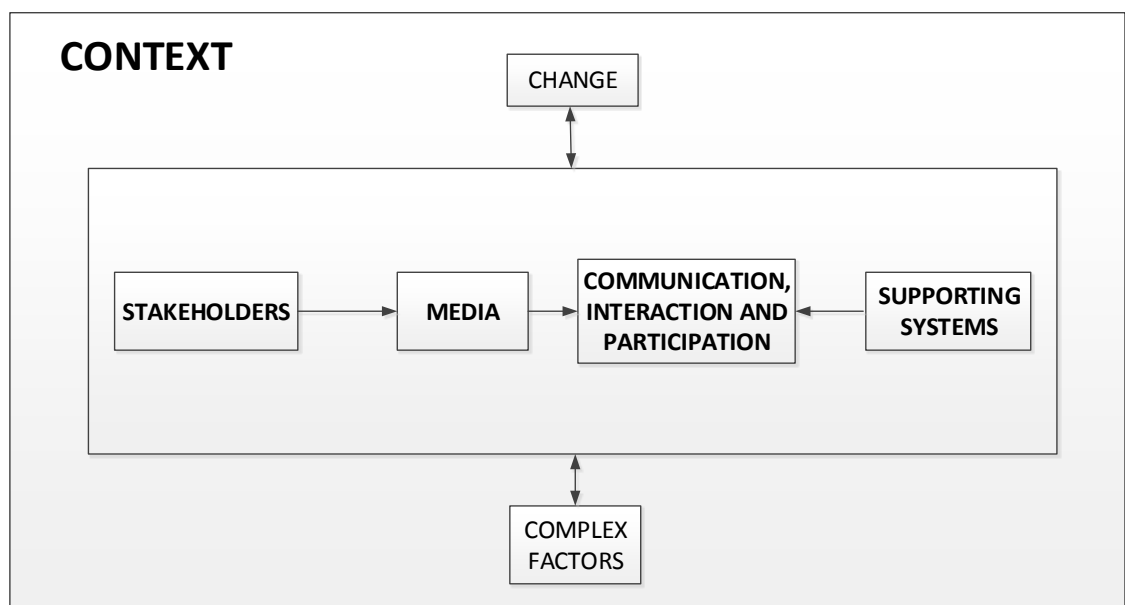 CONTEXT
CHANGE
STAKEHOLDERS
MEDIA
COMMUNICATION,
INTERACTION AND
PARTICIPATION
SUPPORTING
SYSTEMS
COMPLEX
FACTORS